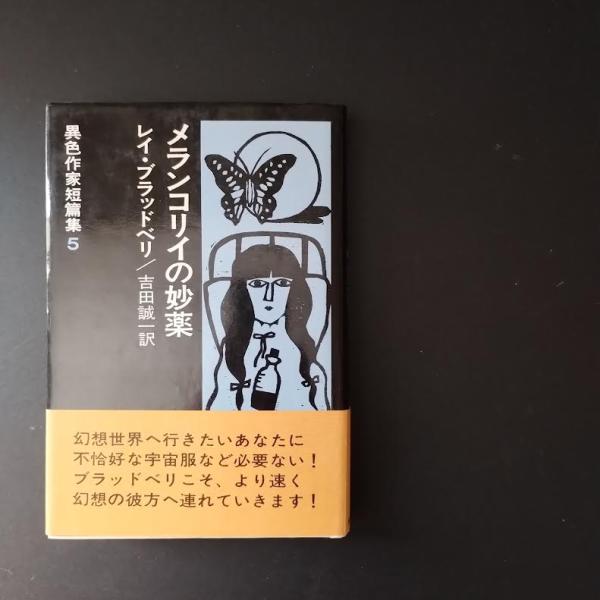 メランコリイの妙薬
レイ・ブラッドベリ／吉田誠一訳
異色作家短篇集 5
幻想世界へ行きたいあなたに
不恰好な宇宙服など必要ない！
ブラッドベリこそ、より速く
幻想の彼方へ連れていきます！